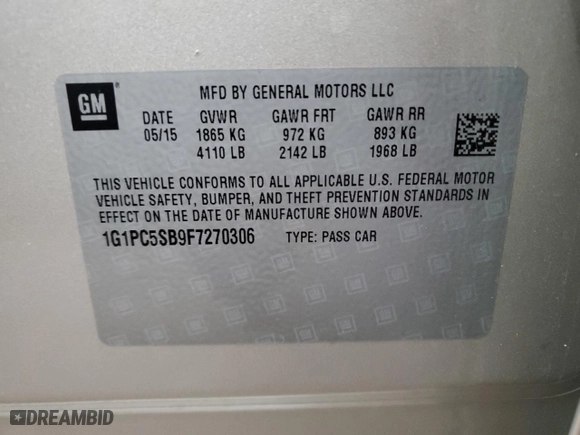 GM
MFD BY GENERAL MOTORS LLC
DATE GVWR GAWR FRT GAWR RR
05/15 1865 KG 972 KG 893 KG
4110 LB 2142 LB 1968 LB
THIS VEHICLE CONFORMS TO ALL APPLICABLE U.S. FEDERAL MOTOR
VEHICLE SAFETY, BUMPER, AND THEFT PREVENTION STANDARDS IN
EFFECT ON THE DATE OF MANUFACTURE SHOWN ABOVE.
1G1PC5SB9F7270306 TYPE: PASS CAR
DREAMBID